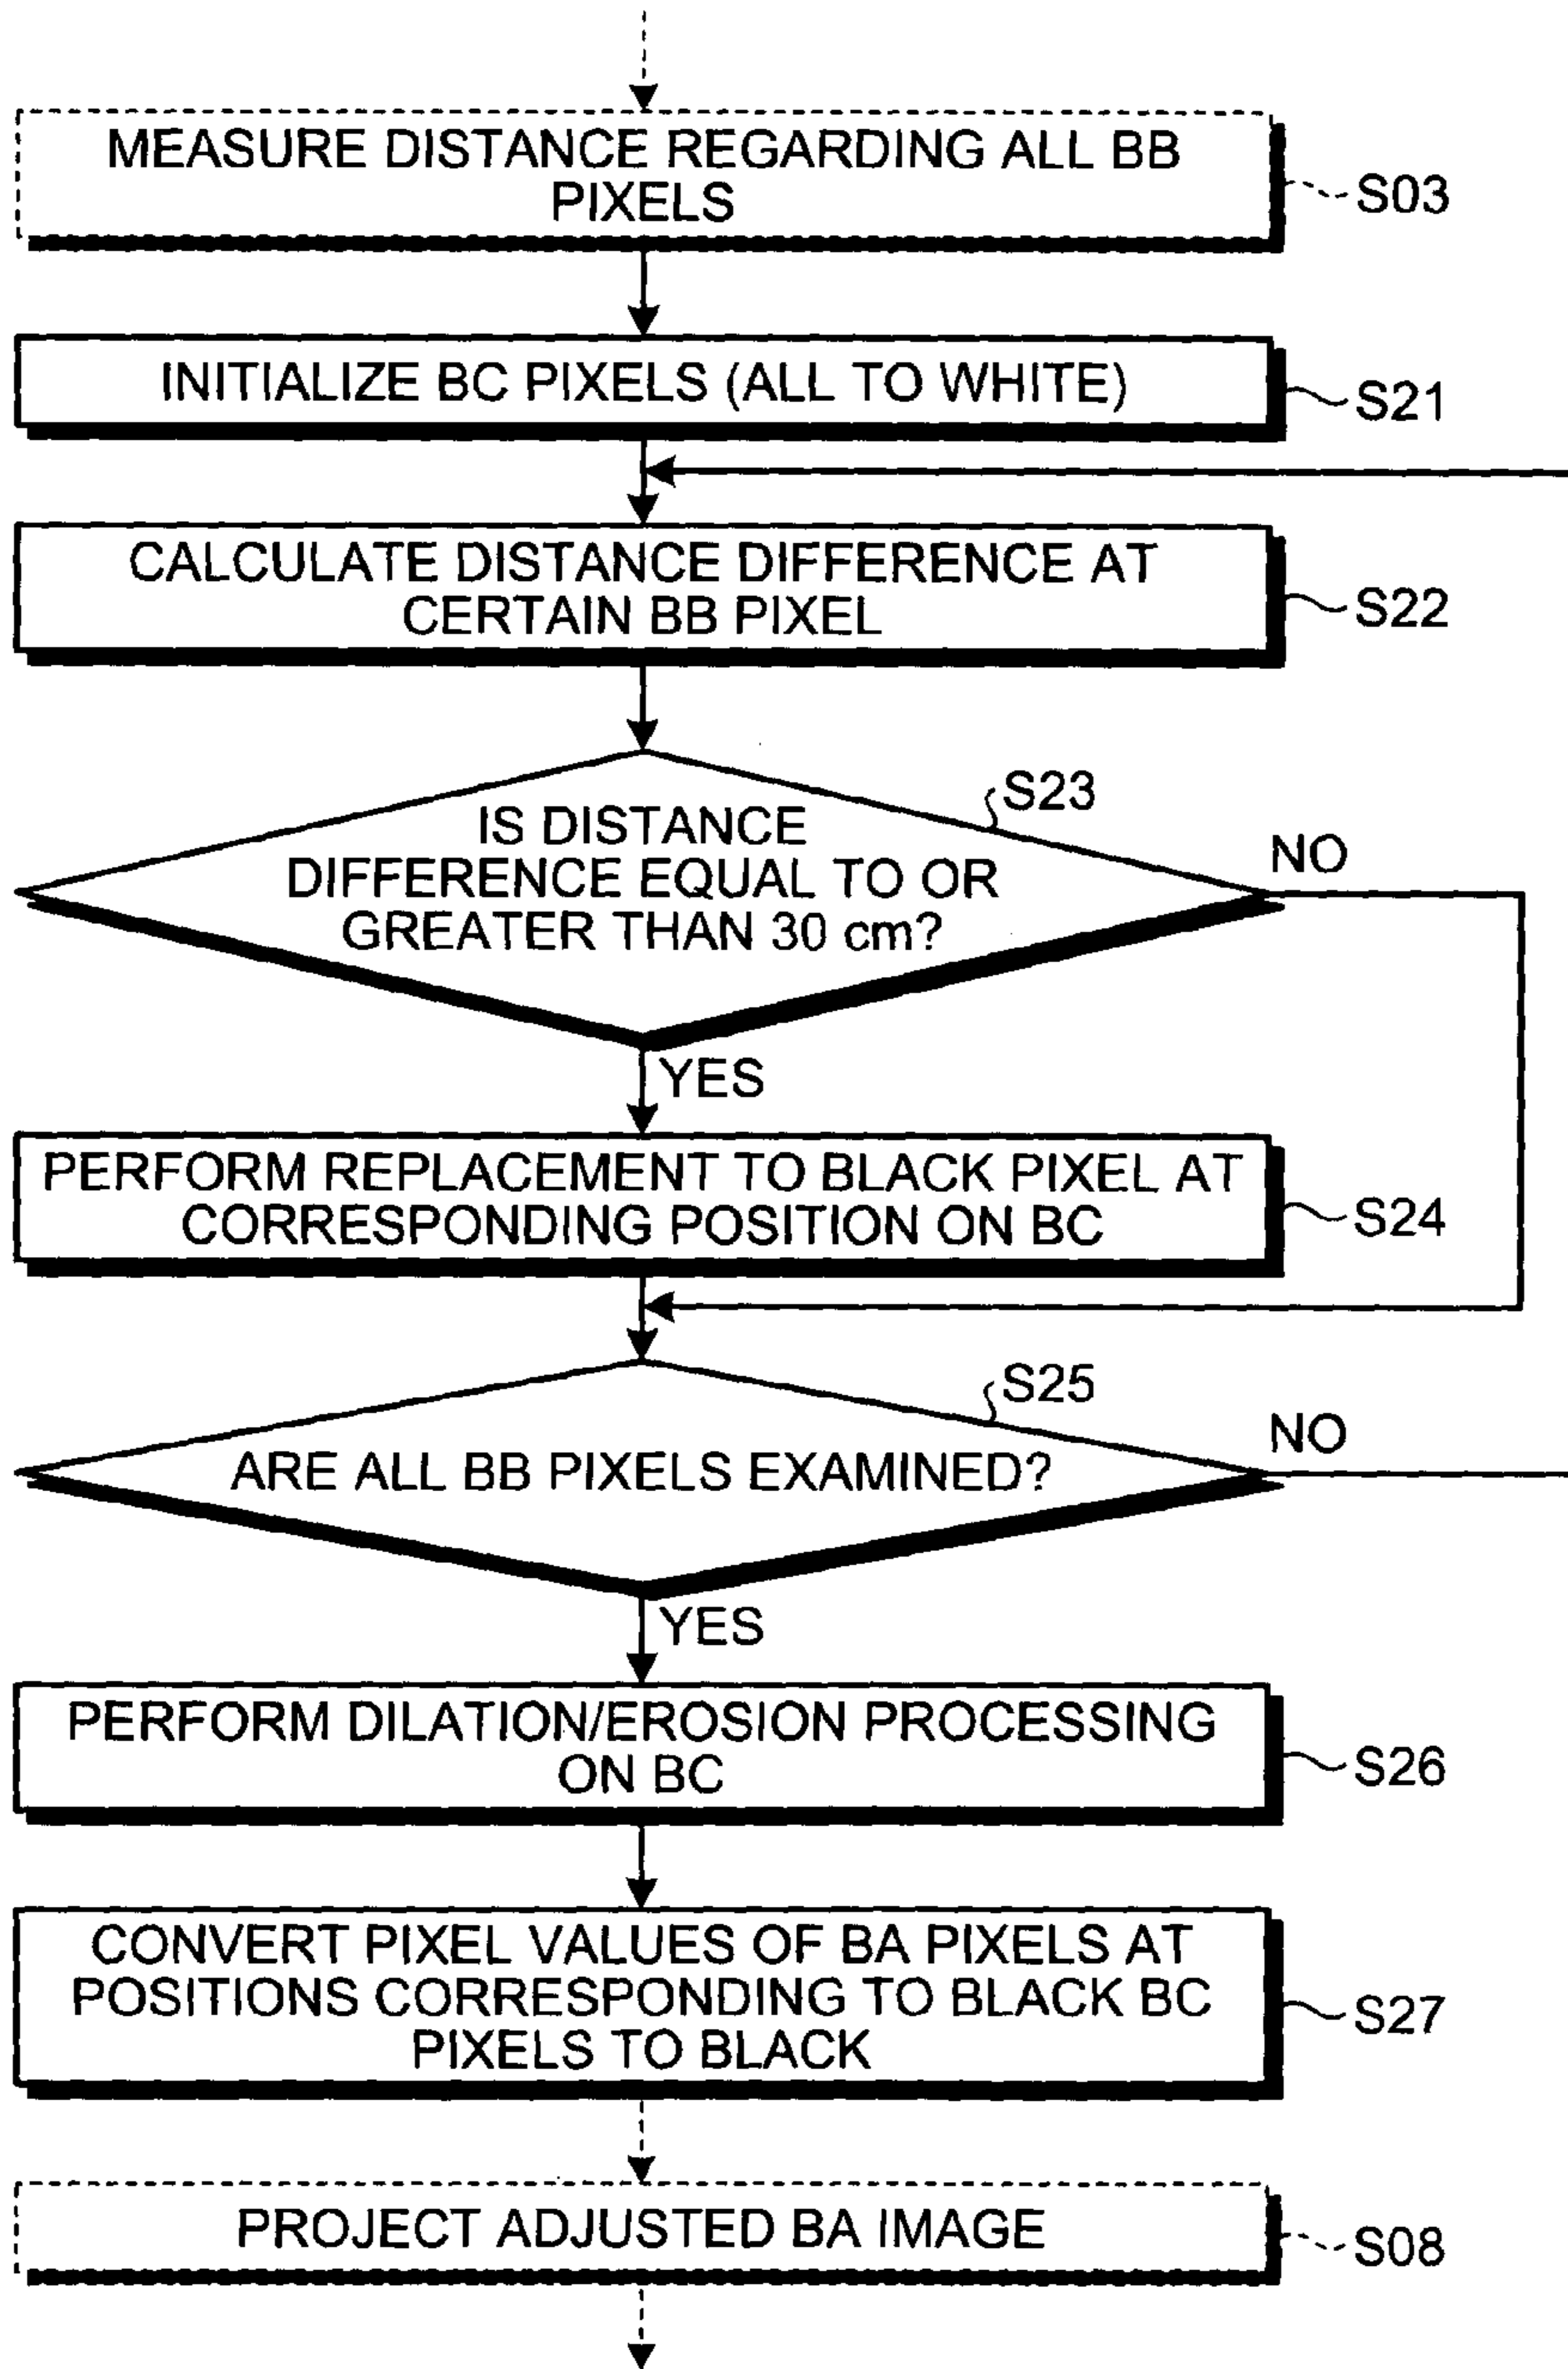 MEASURE DISTANCE REGARDING ALL BB
PIXELS
S03
INITIALIZE BC PIXELS (ALL TO WHITE)
S21
CALCULATE DISTANCE DIFFERENCE AT
CERTAIN BB PIXEL
S22
S23
IS DISTANCE
DIFFERENCE EQUAL TO OR
GREATER THAN 30 cm?
NO
YES
PERFORM REPLACEMENT TO BLACK PIXEL AT
CORRESPONDING POSITION ON BC
S24
S25
ARE ALL BB PIXELS EXAMINED?
NO
YES
PERFORM DILATION/EROSION PROCESSING
ON BC
S26
CONVERT PIXEL VALUES OF BA PIXELS AT
POSITIONS CORRESPONDING TO BLACK BC
PIXELS TO BLACK
S27
PROJECT ADJUSTED BA IMAGE
S08